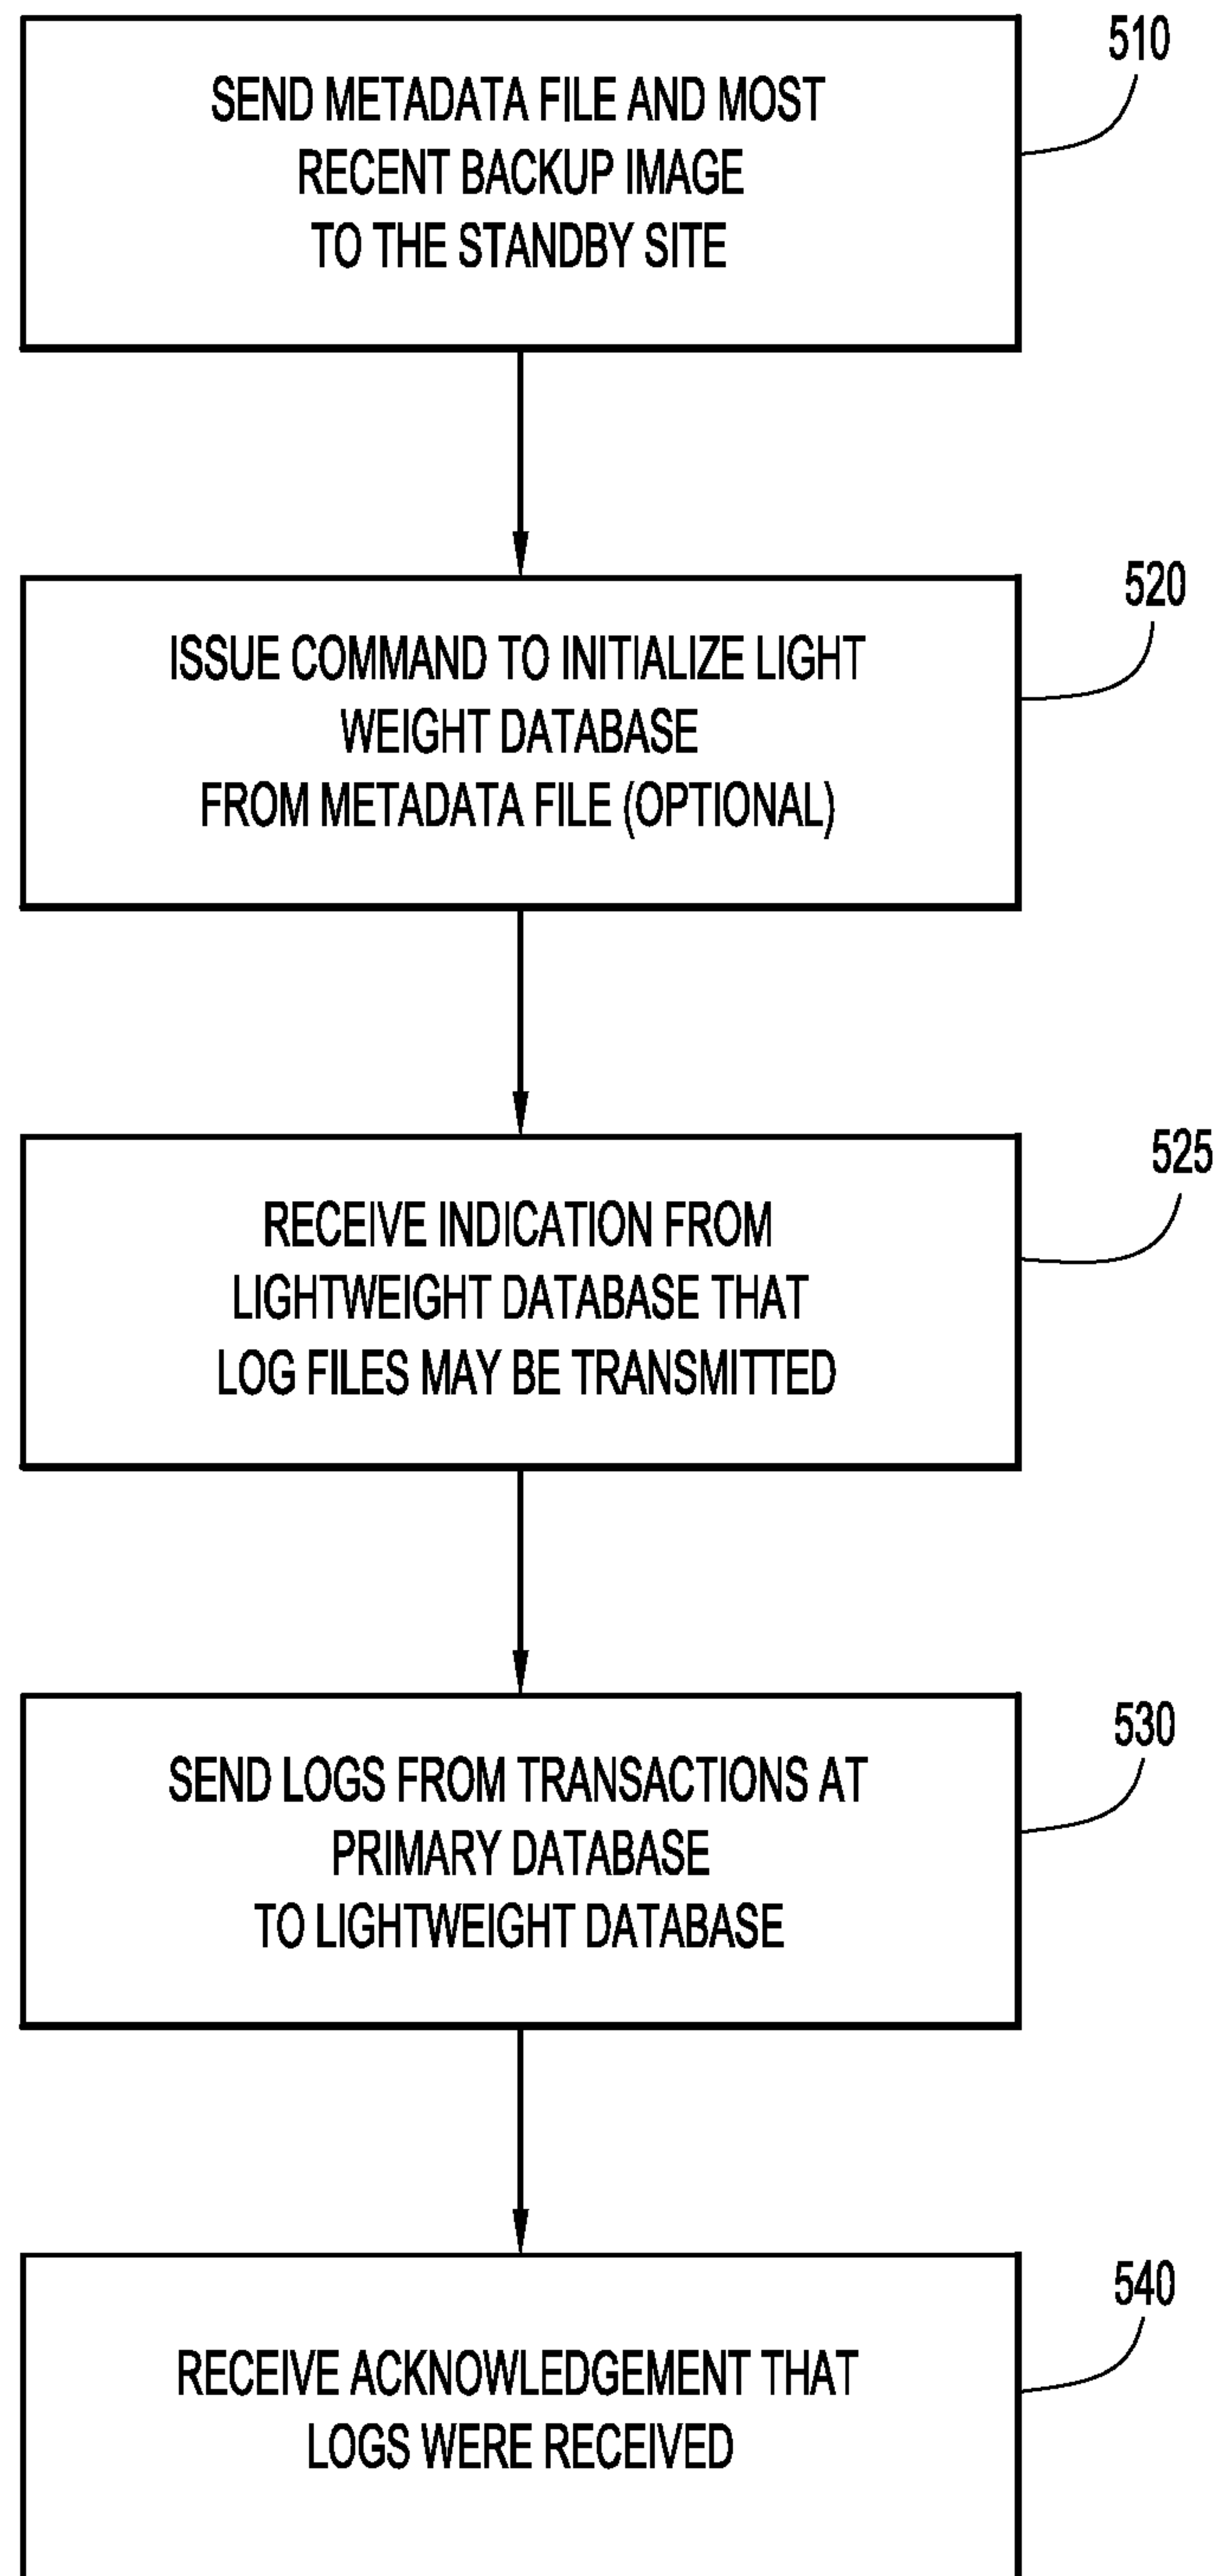 510
SEND METADATA FILE AND MOST
RECENT BACKUP IMAGE
TO THE STANDBY SITE
520
ISSUE COMMAND TO INITIALIZE LIGHT
WEIGHT DATABASE
FROM METADATA FILE (OPTIONAL)
525
RECEIVE INDICATION FROM
LIGHTWEIGHT DATABASE THAT
LOG FILES MAY BE TRANSMITTED
530
SEND LOGS FROM TRANSACTIONS AT
PRIMARY DATABASE
TO LIGHTWEIGHT DATABASE
540
RECEIVE ACKNOWLEDGEMENT THAT
LOGS WERE RECEIVED